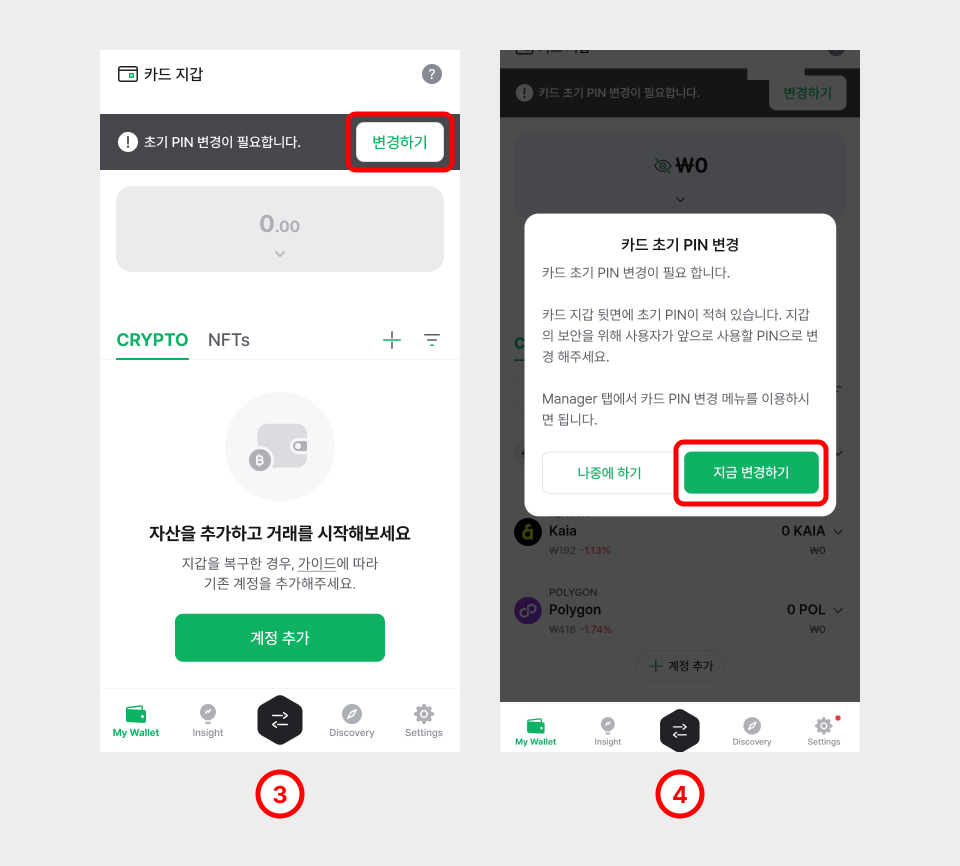 카드 지갑
?
! 초기 PIN 변경이 필요합니다.
변경하기
0.00
CRYPTO NFTs
자산을 추가하고 거래를 시작해보세요
지갑을 복구한 경우, 가이드에 따라
기존 계정을 추가해주세요.
계정 추가
My Wallet Insight Discovery Settings
3
! 카드 초기 PIN 변경이 필요합니다.
변경하기
₩0
카드 초기 PIN 변경
카드 초기 PIN 변경이 필요 합니다.
카드 지갑 뒷면에 초기 PIN이 적혀 있습니다. 지갑
의 보안을 위해 사용자가 앞으로 사용할 PIN으로 변
경 해주세요.
Manager 탭에서 카드 PIN 변경 메뉴를 이용하시
면 됩니다.
나중에 하기
지금 변경하기
Kaia 0 KAIA
₩192 -1.13% ₩0
POLYGON
Polygon 0 POL
₩418 -1.74% ₩0
계정 추가
My Wallet Insight Discovery Settings
4